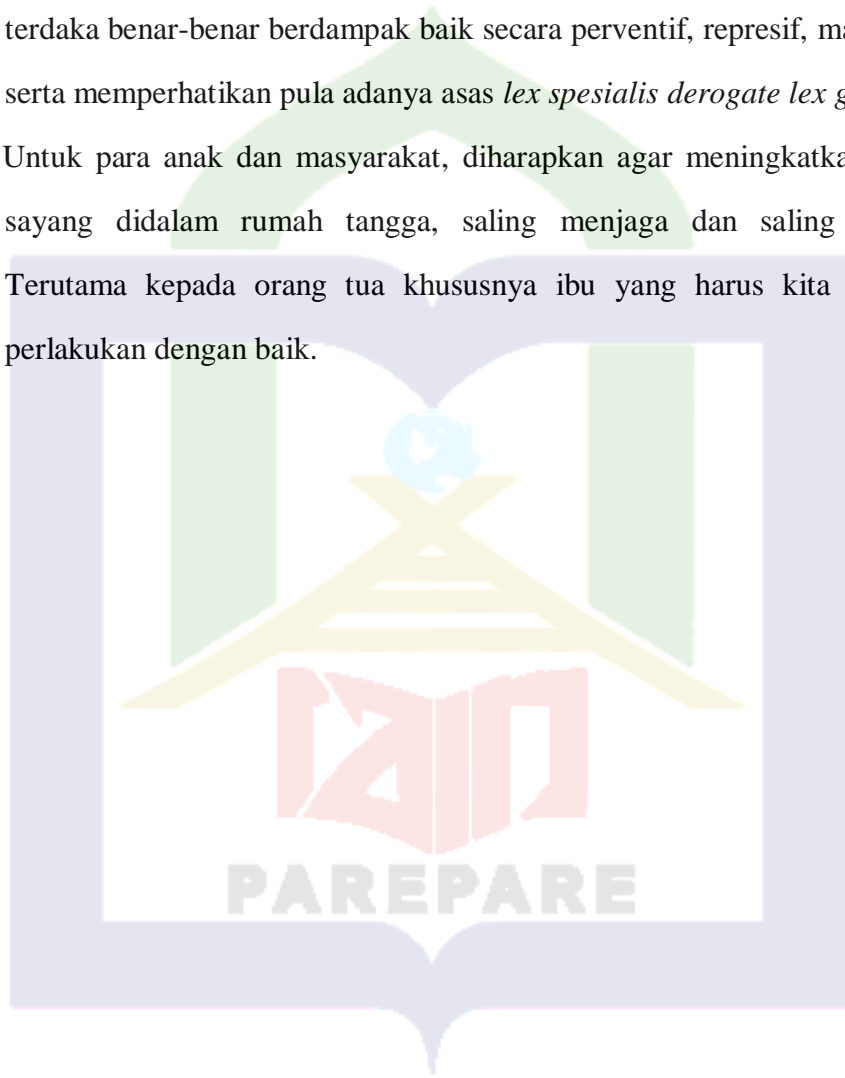 terdaka benar-benar berdampak baik secara perventif, represif, ma
serta memperhatikan pula adanya asas lex spesialis derogate lex g
Untuk para anak dan masyarakat, diharapkan agar meningkatka
sayang didalam rumah tangga, saling menjaga dan saling
Terutama kepada orang tua khususnya ibu yang harus kita
perlakukan dengan baik.
iain
PAREPARE